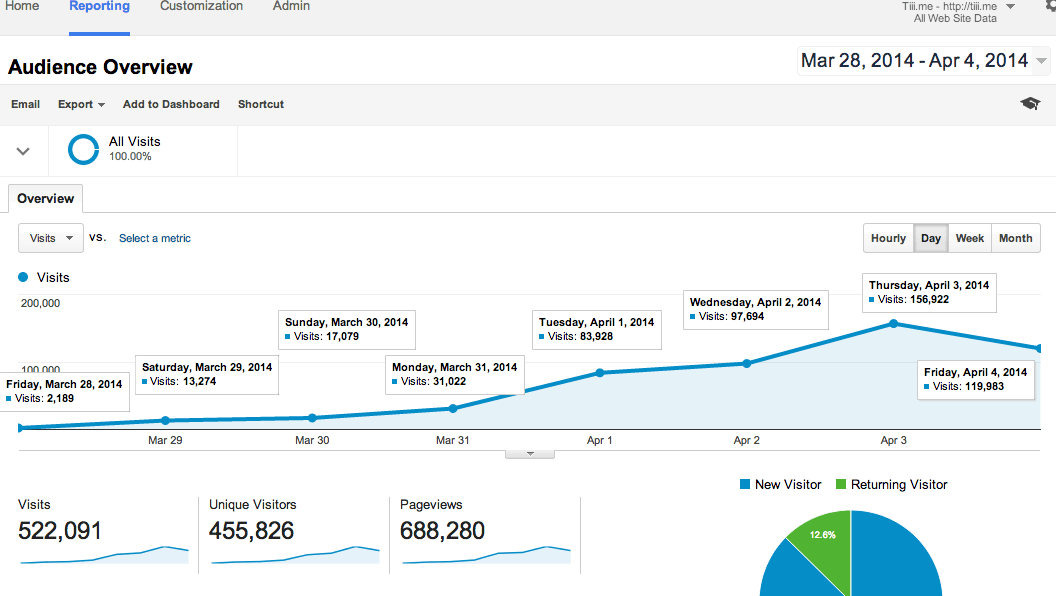 Home Reporting Customization Admin
Tiii.me - http://tiii.me
All Web Site Data
Audience Overview
Mar 28, 2014 - Apr 4, 2014
Email Export Add to Dashboard Shortcut
All Visits
100.00%
Overview
Visits VS. Select a metric
Hourly Day Week Month
Visits
200,000
100,000
Friday, March 28, 2014
Visits: 2,189
Saturday, March 29, 2014
Visits: 13,274
Sunday, March 30, 2014
Visits: 17,079
Monday, March 31, 2014
Visits: 31,022
Tuesday, April 1, 2014
Visits: 83,928
Wednesday, April 2, 2014
Visits: 97,694
Thursday, April 3, 2014
Visits: 156,922
Friday, April 4, 2014
Visits: 119,983
Mar 29 Mar 30 Mar 31 Apr 1 Apr 2 Apr 3
Visits
522,091
Unique Visitors
455,826
Pageviews
688,280
New Visitor Returning Visitor
12.6%